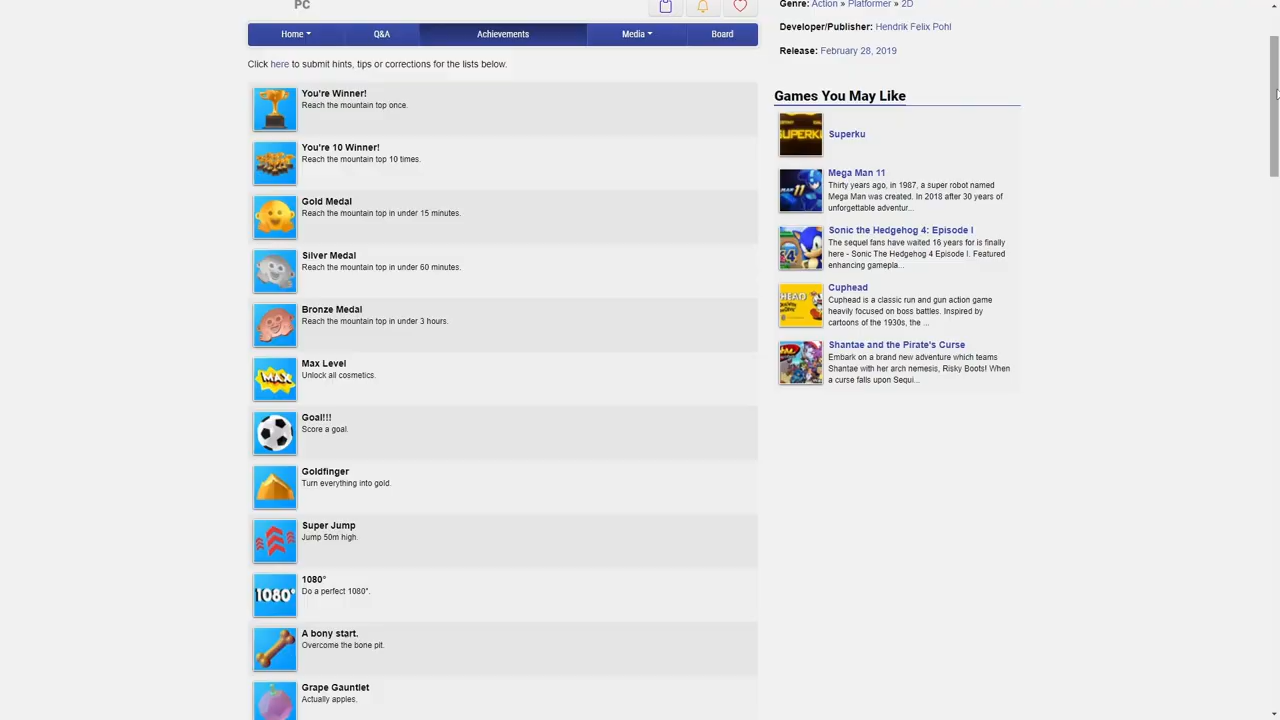 PC
Home
Q&A
Achievements
Media
Board
Click here to submit hints, tips or corrections for the lists below.
You're Winner!
Reach the mountain top once.
You're 10 Winner!
Reach the mountain top 10 times.
Gold Medal
Reach the mountain top in under 15 minutes.
Silver Medal
Reach the mountain top in under 60 minutes.
Bronze Medal
Reach the mountain top in under 3 hours.
MAX
Max Level
Unlock all cosmetics.
Goal!!!
Score a goal.
Goldfinger
Turn everything into gold.
Super Jump
Jump 50m high.
1080°
1080°
Do a perfect 1080°.
A bony start.
Overcome the bone pit.
Grape Gauntlet
Actually apples.
Genre: Action » Platformer » 2D
Developer/Publisher: Hendrik Felix Pohl
Release: February 28, 2019
Games You May Like
SUPERKU
Superku
Mega Man 11
Thirty years ago, in 1987, a super robot named
Mega Man was created. In 2018 after 30 years of
unforgettable adventur...
Sonic the Hedgehog 4: Episode I
The sequel fans have waited 16 years for is finally
here - Sonic The Hedgehog 4 Episode I. Featured
enhancing gamepla...
Cuphead
Cuphead is a classic run and gun action game
heavily focused on boss battles. Inspired by
cartoons of the 1930s, the ...
Shantae and the Pirate's Curse
Embark on a brand new adventure which teams
Shantae with her arch nemesis, Risky Boots! When
a curse falls upon Sequi...